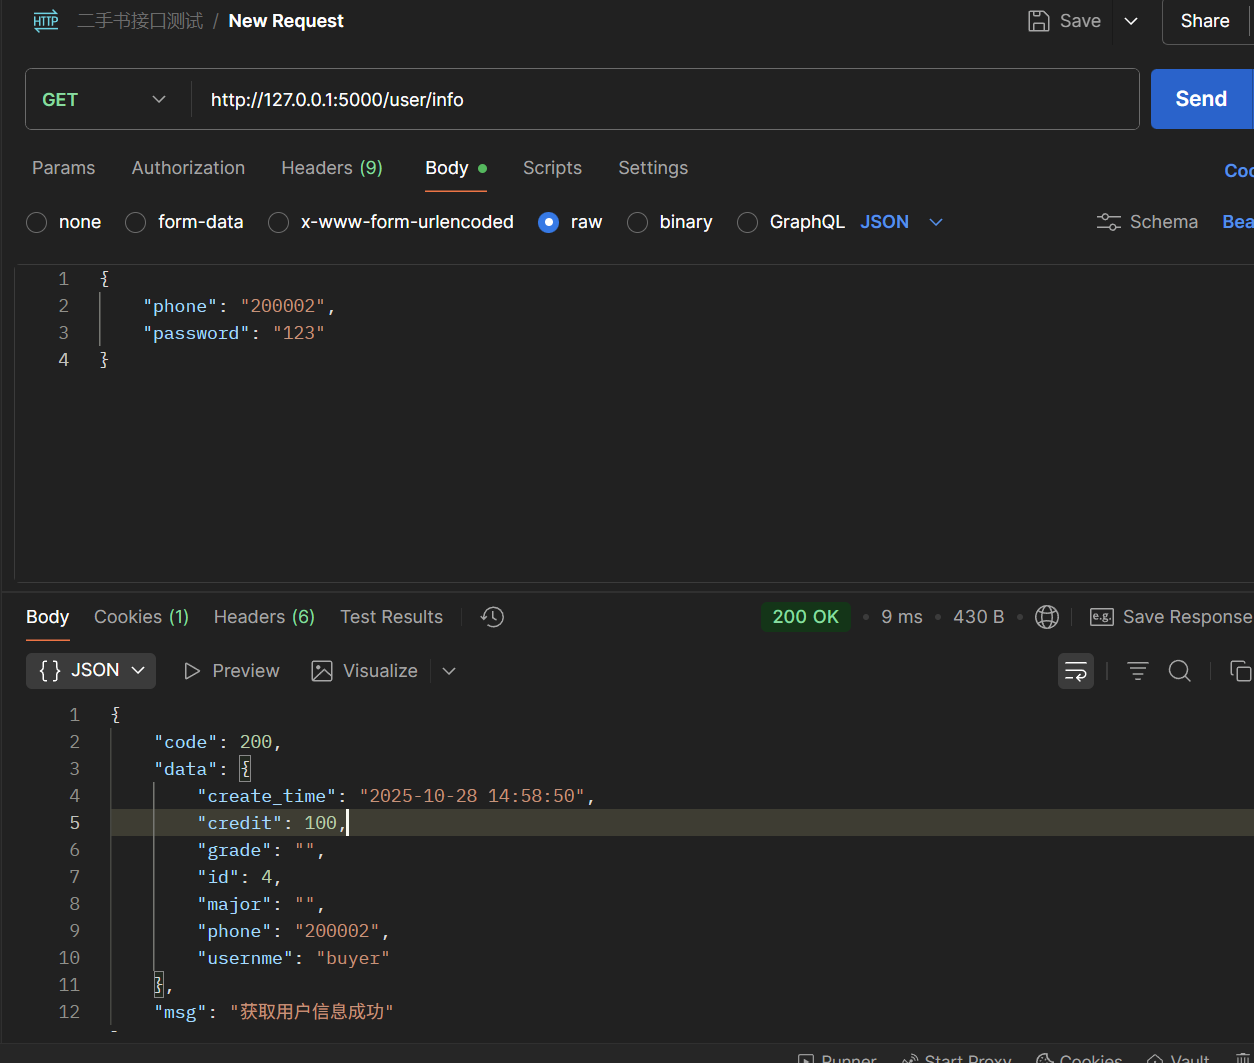 HTTP 二手书接口测试 / New Request Save Share
GET http://127.0.0.1:5000/user/info Send
Params Authorization Headers (9) Body Scripts Settings Coo
none form-data x-www-form-urlencoded raw binary GraphQL JSON Schema Bea
1 {
2 "phone": "200002",
3 "password": "123"
4 }
Body Cookies (1) Headers (6) Test Results 200 OK • 9 ms • 430 B • e.g. Save Response
{} JSON Preview Visualize
1 {
2 "code": 200,
3 "data": {
4 "create_time": "2025-10-28 14:58:50",
5 "credit": 100,
6 "grade": "",
7 "id": 4,
8 "major": "",
9 "phone": "200002",
10 "usernme": "buyer"
11 },
12 "msg": "获取用户信息成功"
Runner Start Proxy Cookies Vault